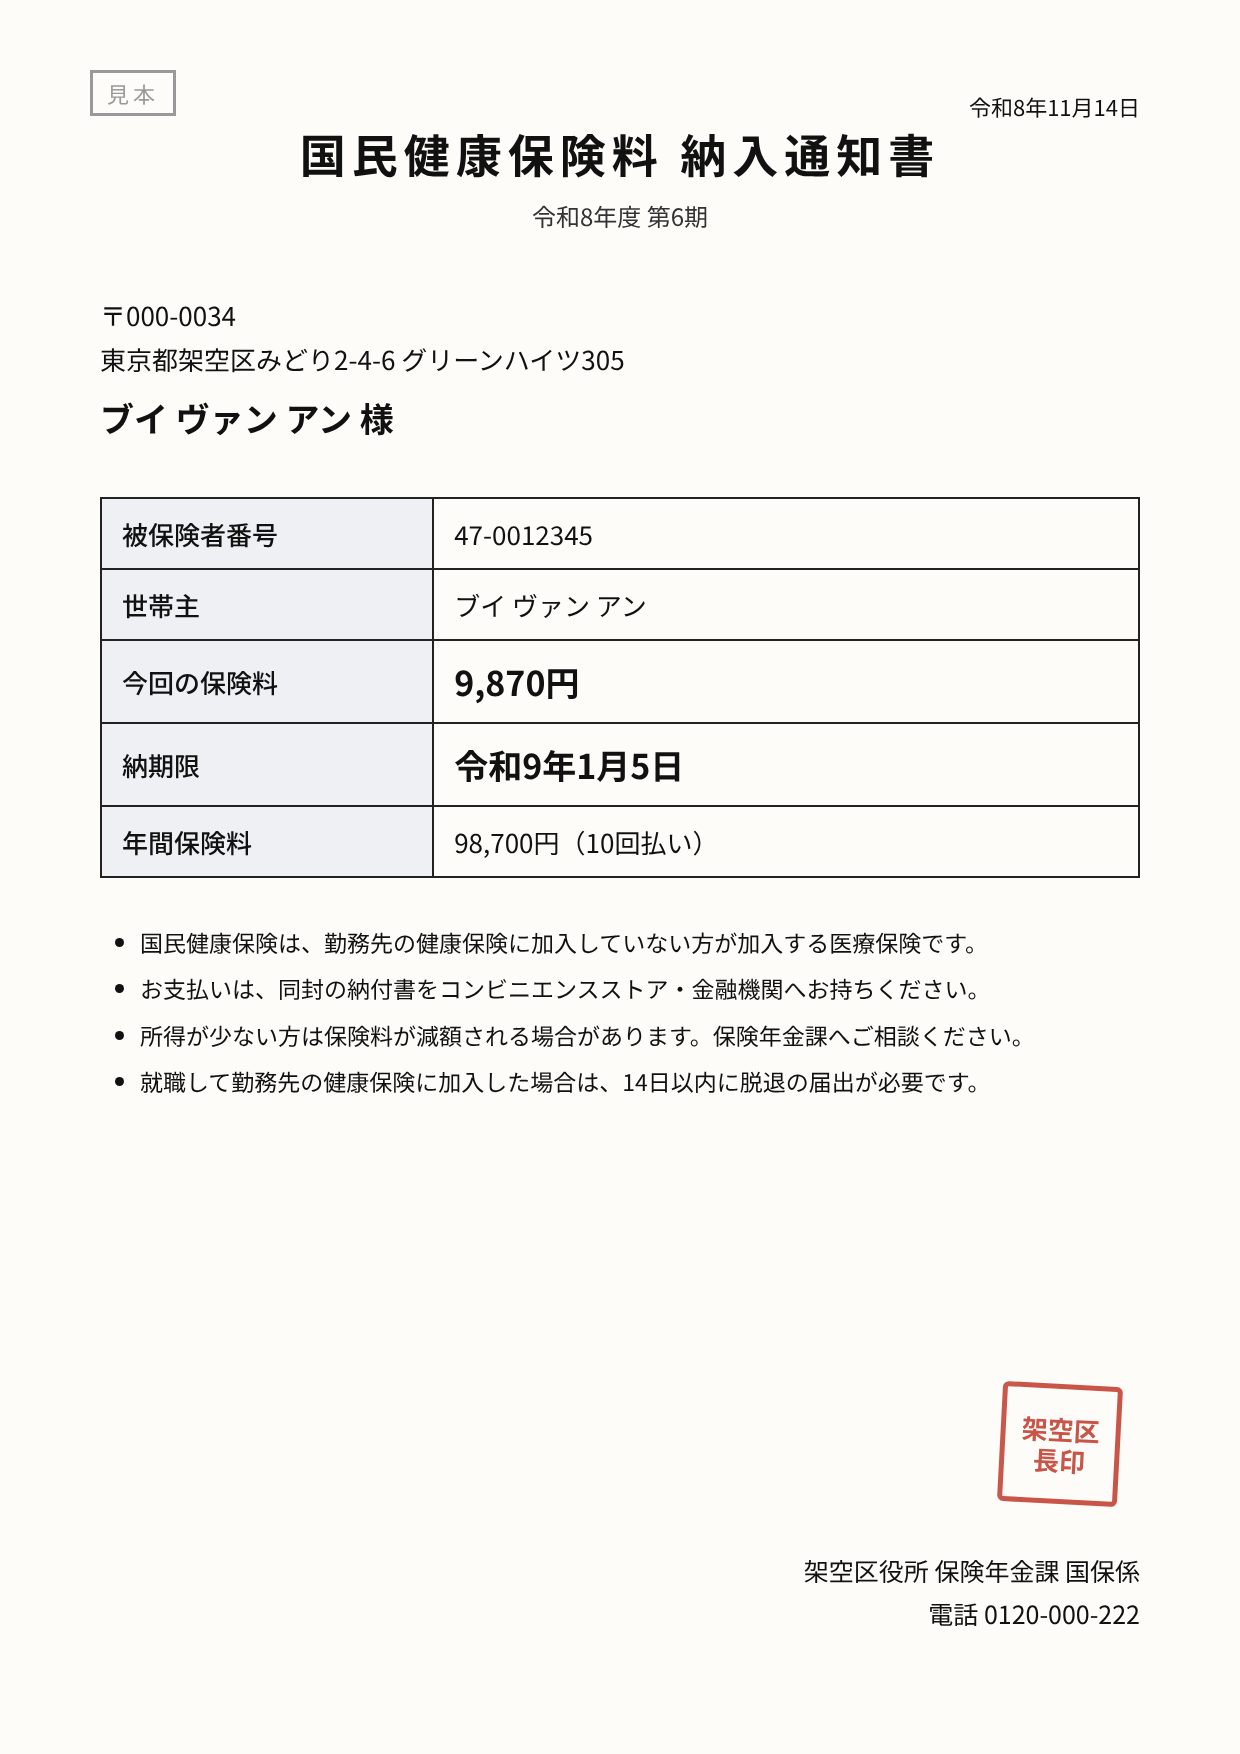 見本
令和8年11月14日
国民健康保険料 納入通知書
令和8年度 第6期
〒000-0034
東京都架空区みどり2-4-6 グリーンハイツ305
ブイ ヴァン アン 様
被保険者番号 47-0012345
世帯主 ブイ ヴァン アン
今回の保険料 9,870円
納期限 令和9年1月5日
年間保険料 98,700円（10回払い）
• 国民健康保険は、勤務先の健康保険に加入していない方が加入する医療保険です。
• お支払いは、同封の納付書をコンビニエンスストア・金融機関へお持ちください。
• 所得が少ない方は保険料が減額される場合があります。保険年金課へご相談ください。
• 就職して勤務先の健康保険に加入した場合は、14日以内に脱退の届出が必要です。
架空区
長印
架空区役所 保険年金課 国保係
電話 0120-000-222